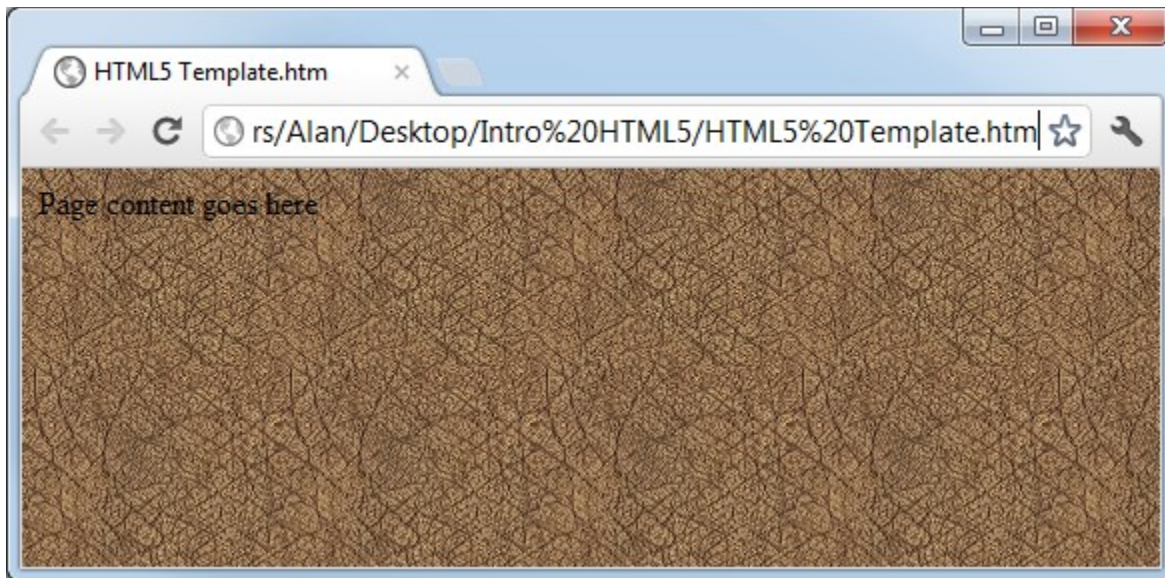 HTML5 Template.htm
rs/Alan/Desktop/Intro%20HTML5/HTML5%20Template.htm
Page content goes here